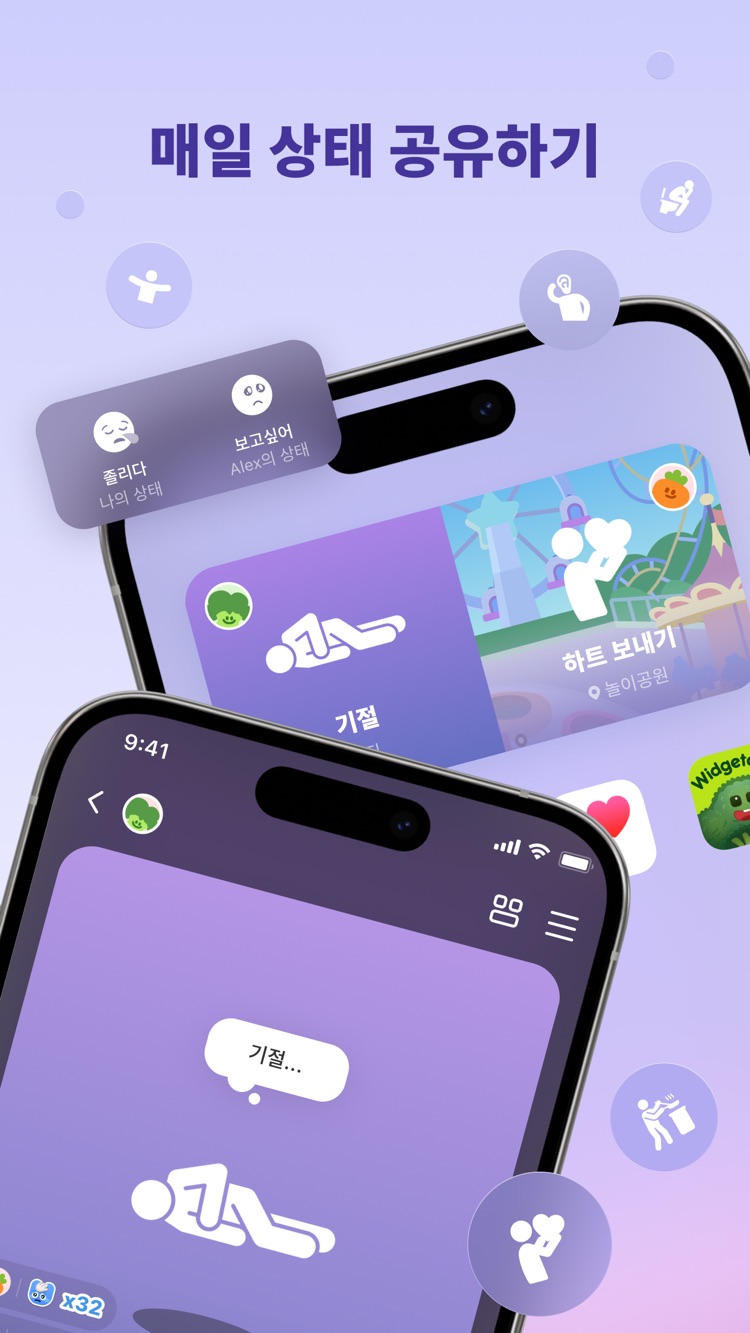 매일 상태 공유하기
졸리다
나의 상태
보고싶어
Alex의 상태
기절
하트 보내기
놀이공원
9:41
기절...
x32